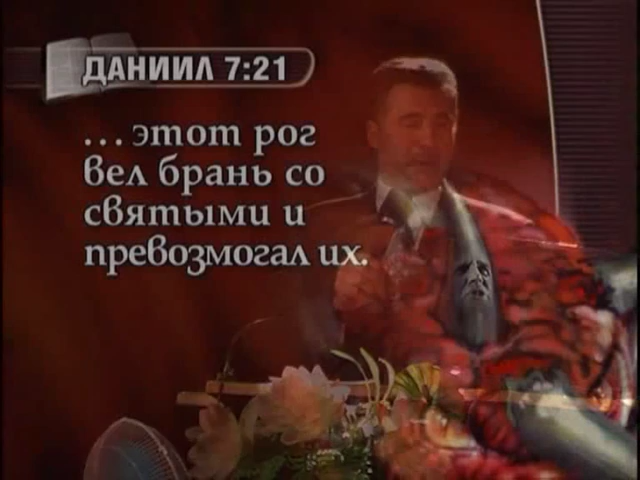 ДАНИИЛ 7:21
...этот рог
вел брань со
святыми и
превозмогал их.